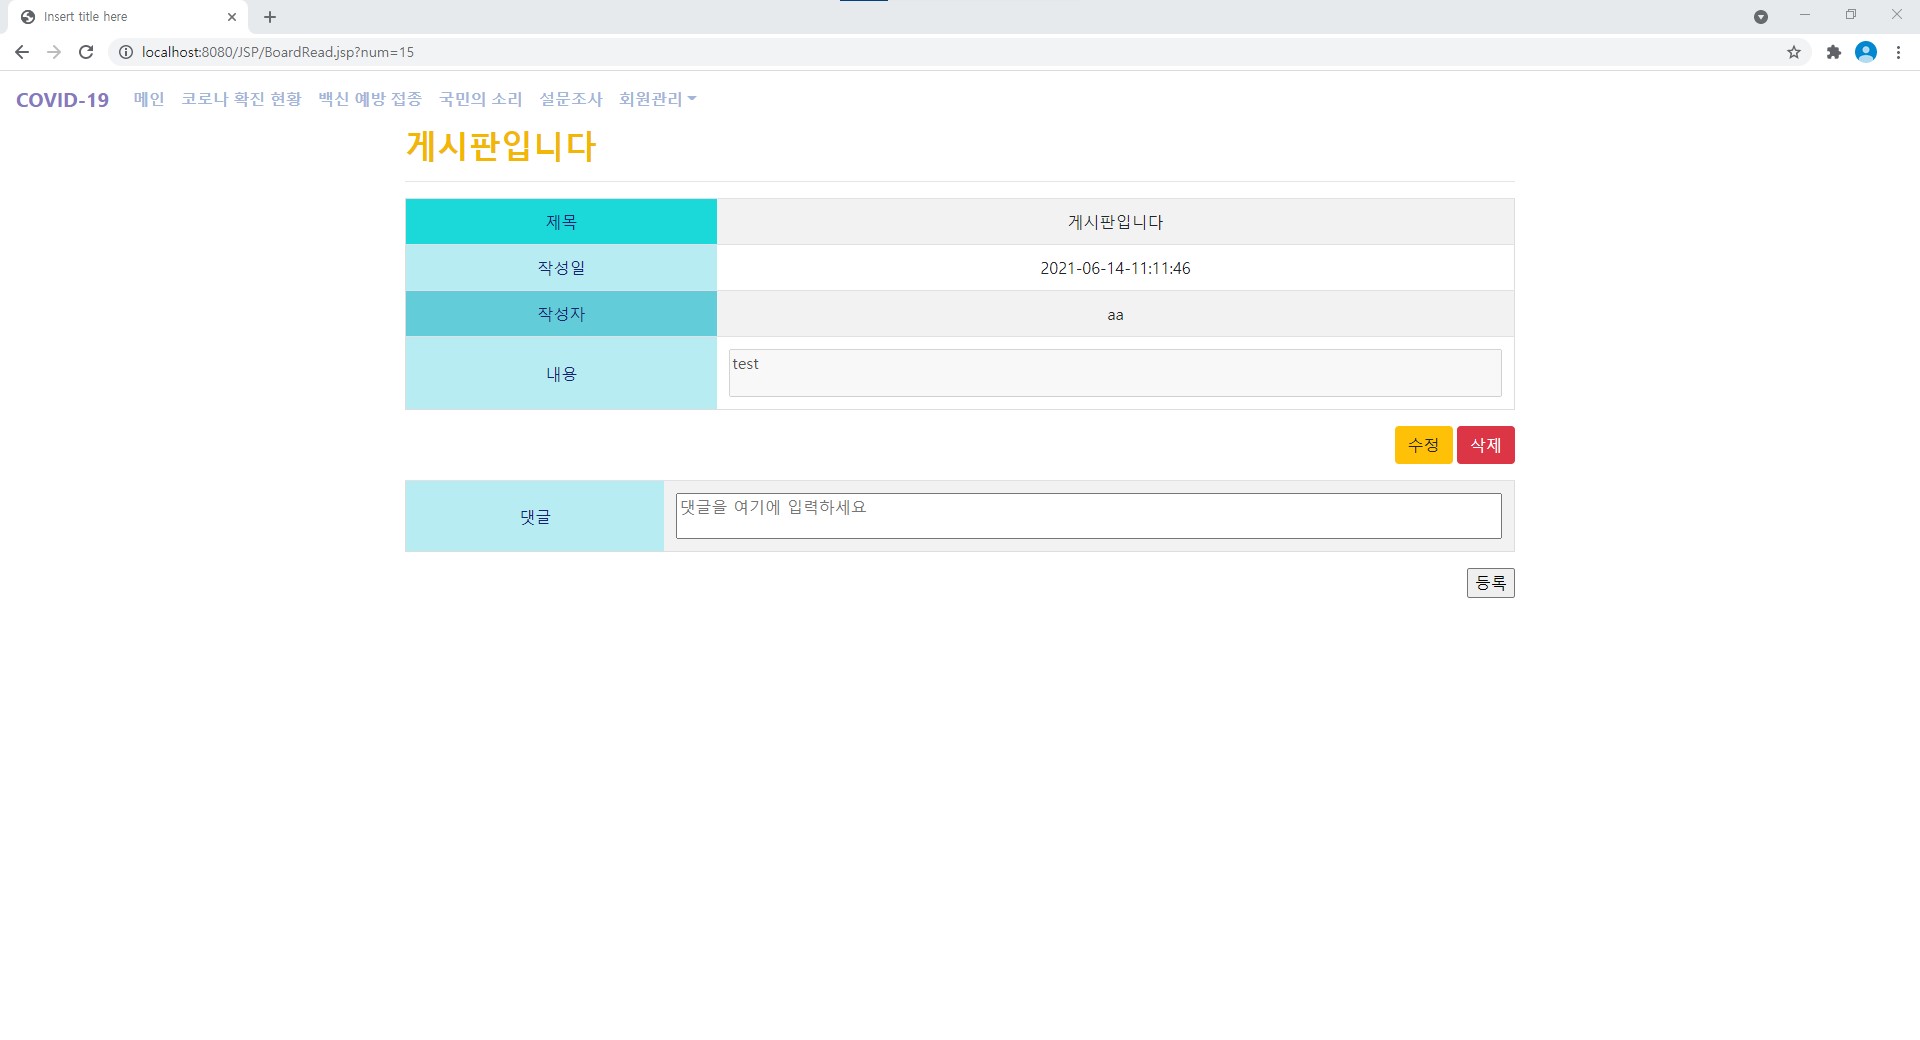 Insert title here
localhost:8080/JSP/BoardRead.jsp?num=15
COVID-19 메인 코로나 확진 현황 백신 예방 접종 국민의 소리 설문조사 회원관리
게시판입니다
제목 게시판입니다
작성일 2021-06-14-11:11:46
작성자 aa
내용 test
수정 삭제
댓글 댓글을 여기에 입력하세요
등록